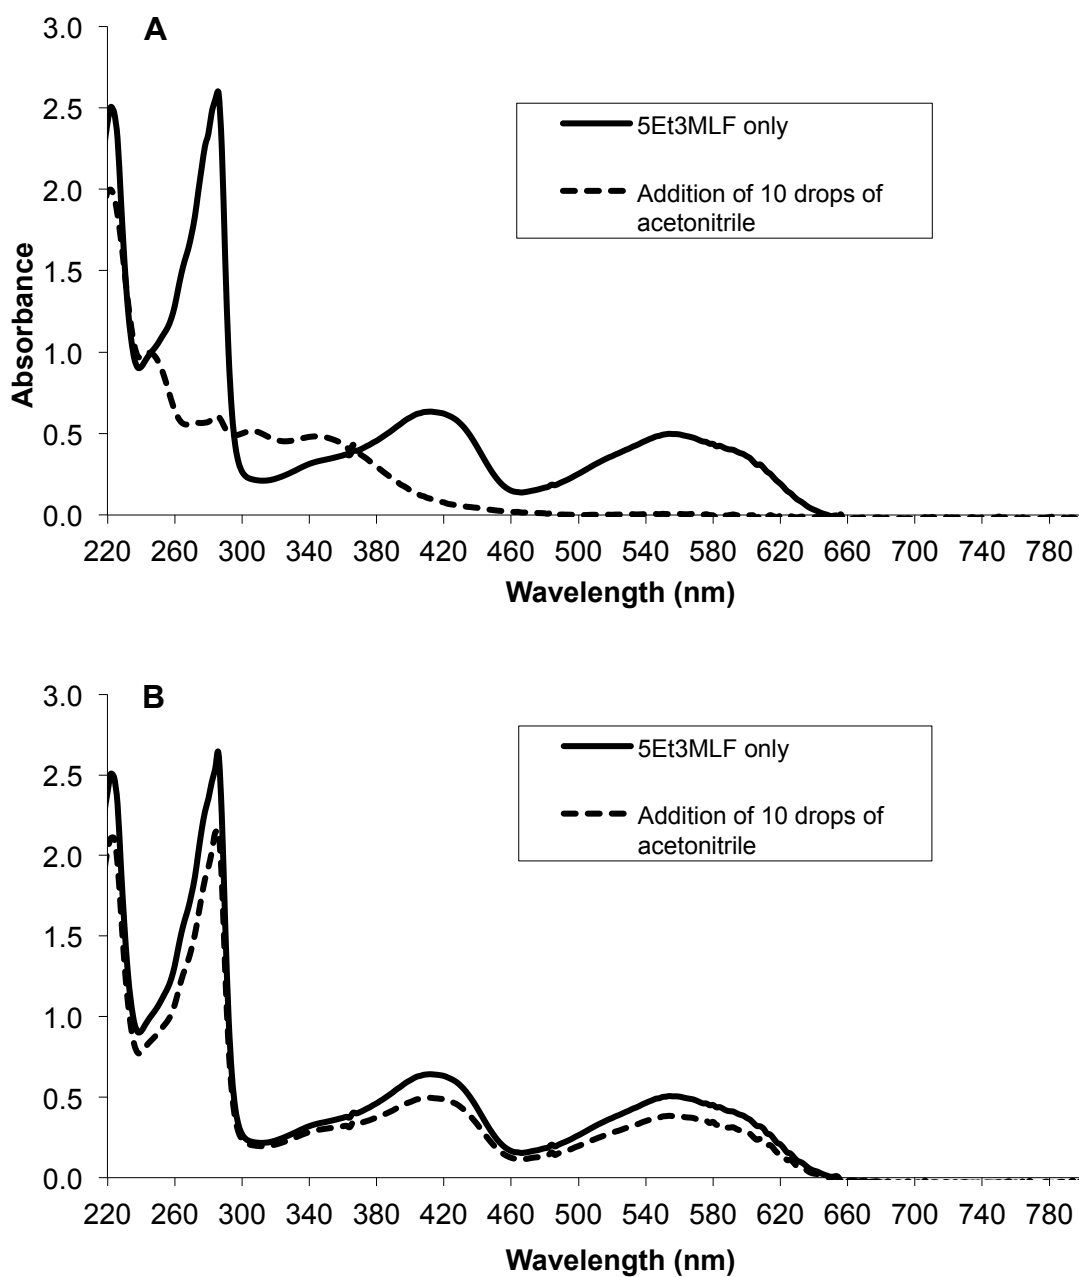 A
3.0
2.5
2.0
1.5
1.0
0.5
0.0
Absorbance
5Et3MLF only
Addition of 10 drops of
acetonitrile
220 260 300 340 380 420 460 500 540 580 620 660 700 740 780
Wavelength (nm)
B
3.0
2.5
2.0
1.5
1.0
0.5
0.0
5Et3MLF only
Addition of 10 drops of
acetonitrile
220 260 300 340 380 420 460 500 540 580 620 660 700 740 780
Wavelength (nm)